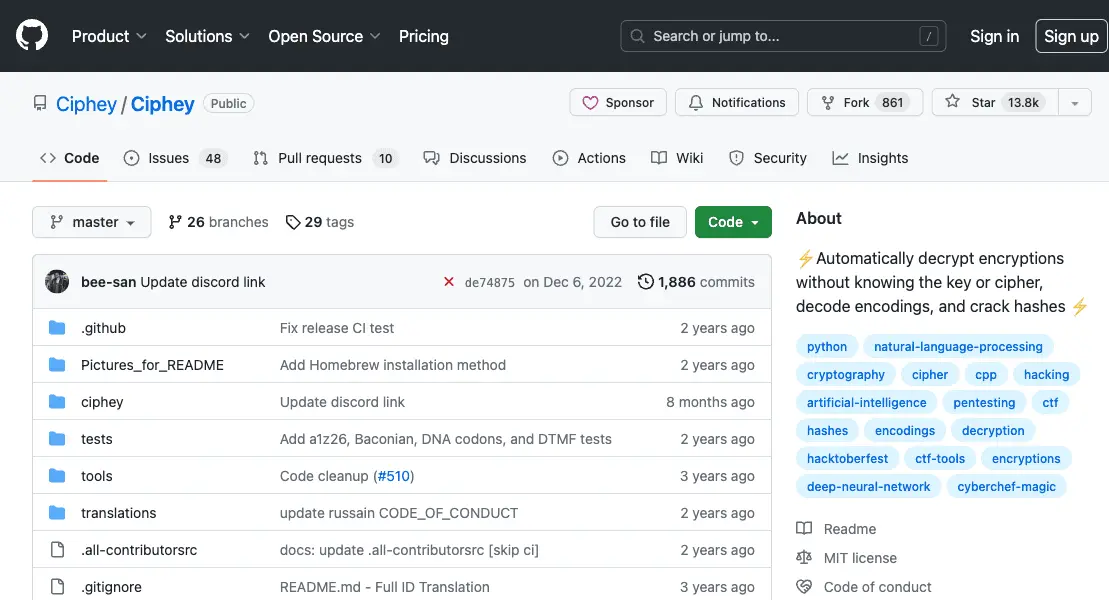 Product Solutions Open Source Pricing Search or jump to... / Sign in Sign up
Ciphey / Ciphey Public Sponsor Notifications Fork 861 Star 13.8k
Code Issues 48 Pull requests 10 Discussions Actions Wiki Security Insights
master 26 branches 29 tags Go to file Code
bee-san Update discord link de74875 on Dec 6, 2022 1,886 commits
.github Fix release CI test 2 years ago
Pictures_for_README Add Homebrew installation method 2 years ago
ciphey Update discord link 8 months ago
tests Add a1z26, Baconian, DNA codons, and DTMF tests 2 years ago
tools Code cleanup (#510) 3 years ago
translations update russain CODE_OF_CONDUCT 2 years ago
.all-contributorsrc docs: update .all-contributorsrc [skip ci] 2 years ago
.gitignore README.md - Full ID Translation 3 years ago
About
⚡Automatically decrypt encryptions
without knowing the key or cipher,
decode encodings, and crack hashes ⚡
python natural-language-processing
cryptography cipher cpp hacking
artificial-intelligence pentesting ctf
hashes encodings decryption
hacktoberfest ctf-tools encryptions
deep-neural-network cyberchef-magic
Readme
MIT license
Code of conduct